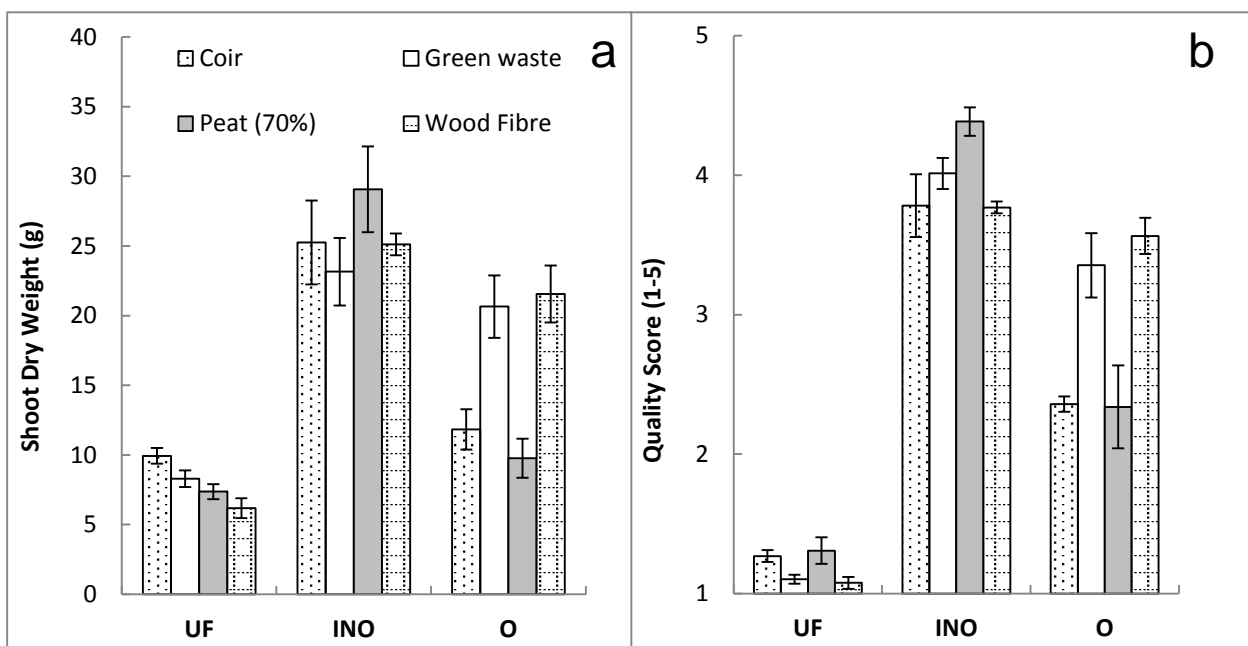 a
Coir Green waste
Peat (70%) Wood Fibre
40
35
30
25
20
15
10
5
0
Shoot Dry Weight (g)
UF INO O
b
5
4
3
2
1
Quality Score (1-5)
UF INO O